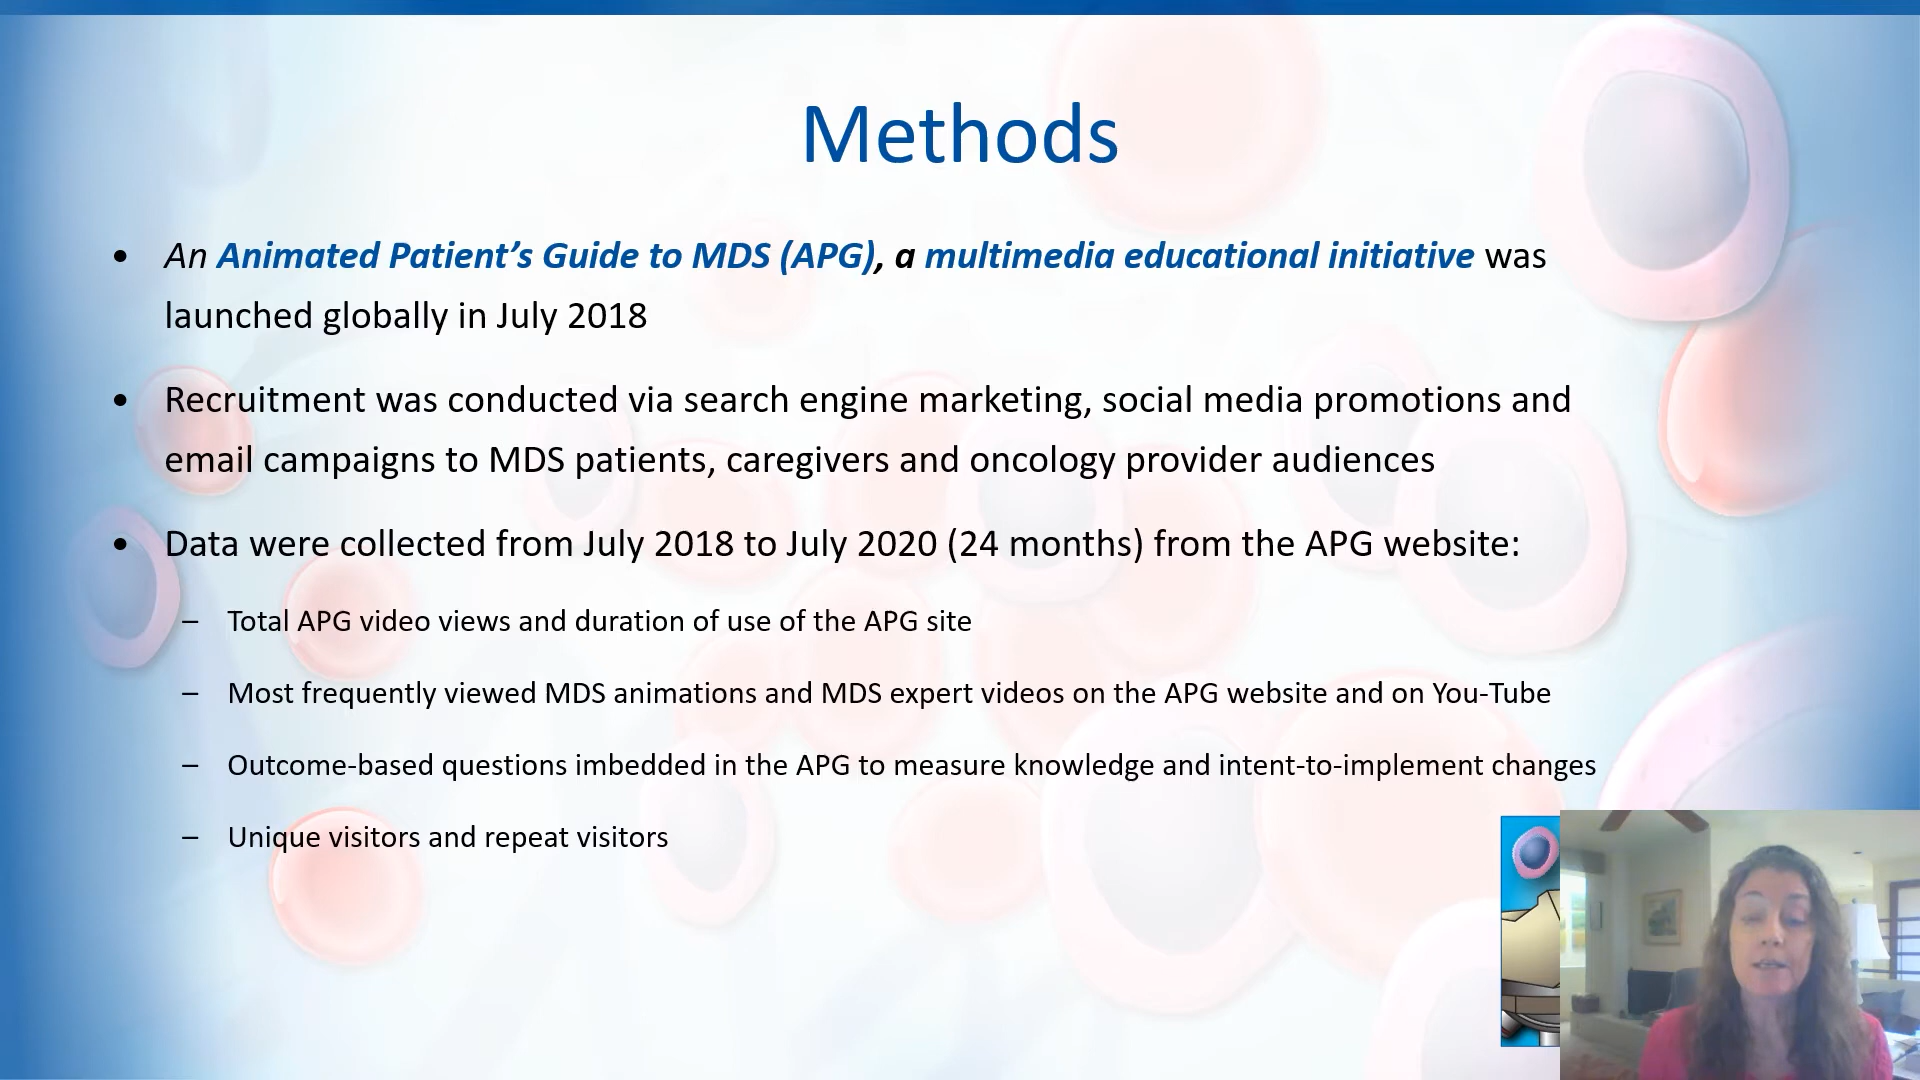 Methods
• An Animated Patient’s Guide to MDS (APG), a multimedia educational initiative was
launched globally in July 2018
• Recruitment was conducted via search engine marketing, social media promotions and
email campaigns to MDS patients, caregivers and oncology provider audiences
• Data were collected from July 2018 to July 2020 (24 months) from the APG website:
– Total APG video views and duration of use of the APG site
– Most frequently viewed MDS animations and MDS expert videos on the APG website and on You-Tube
– Outcome-based questions imbedded in the APG to measure knowledge and intent-to-implement changes
– Unique visitors and repeat visitors